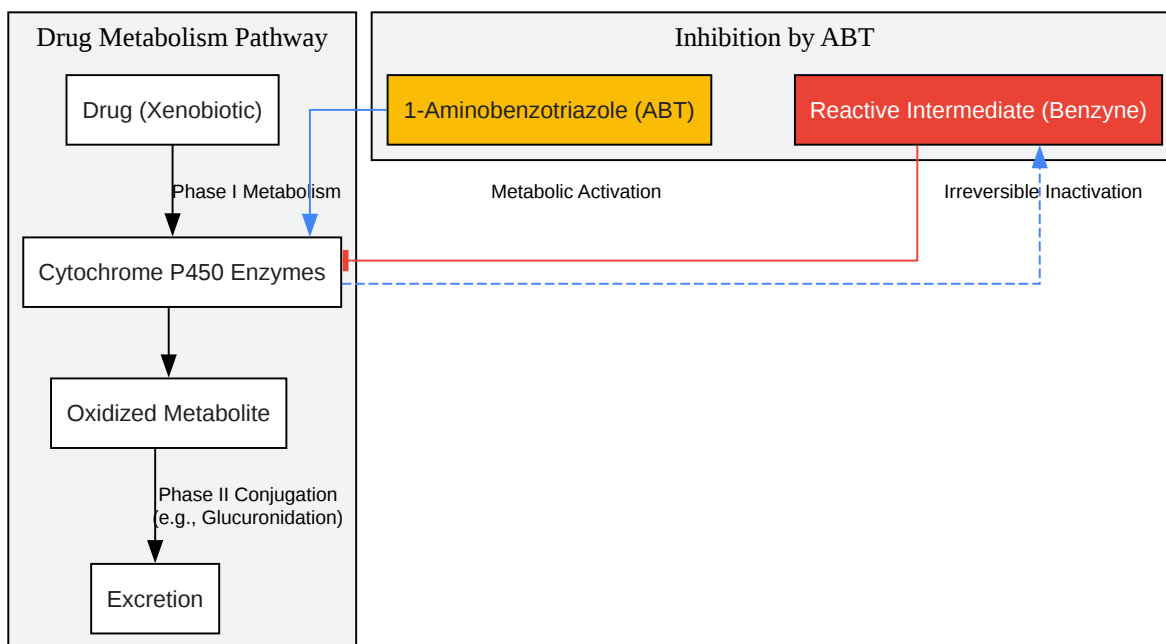 Drug Metabolism Pathway
Inhibition by ABT
Drug (Xenobiotic)
1-Aminobenzotriazole (ABT)
Reactive Intermediate (Benzyne)
Phase I Metabolism
Metabolic Activation
Irreversible Inactivation
Cytochrome P450 Enzymes
Oxidized Metabolite
Phase II Conjugation
(e.g., Glucuronidation)
Excretion